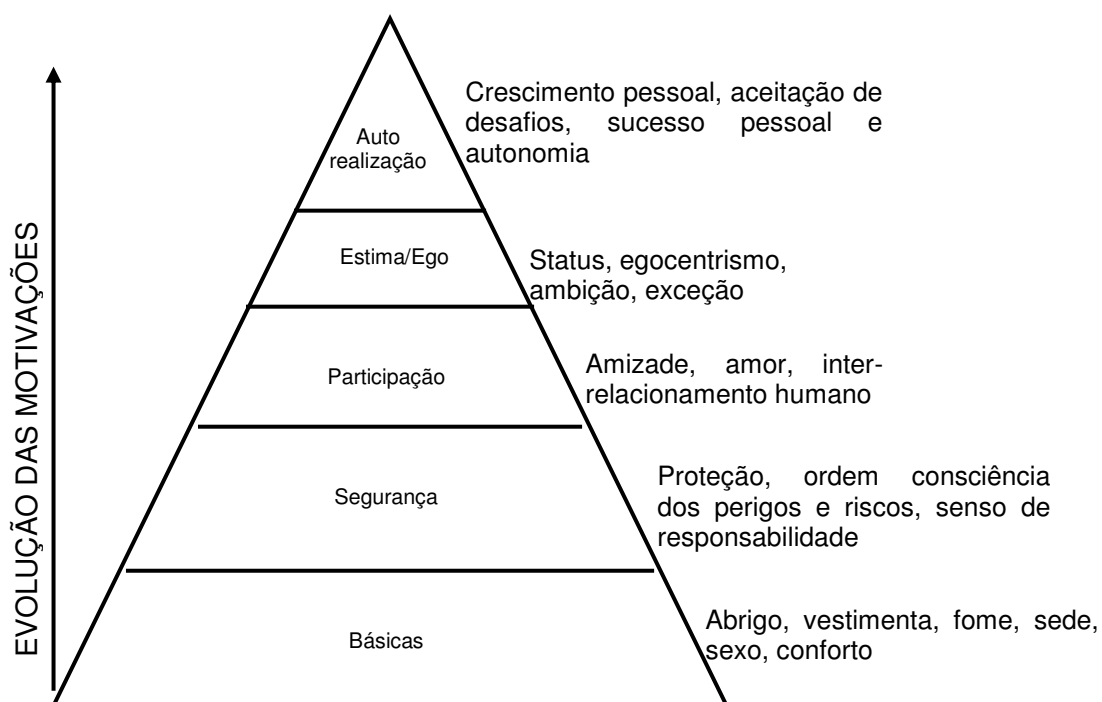 Crescimento pessoal, aceitação de
desafios, sucesso pessoal e
autonomia
Auto
realização
Estima/Ego
Status, egocentrismo,
ambição, exceção
Participação
Amizade, amor, inter-
relacionamento humano
Segurança
Proteção, ordem consciência
dos perigos e riscos, senso de
responsabilidade
Básicas
Abrigo, vestimenta, fome, sede,
sexo, conforto
EVOLUÇÃO DAS MOTIVAÇÕES